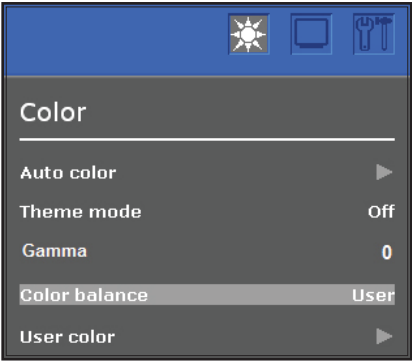 Color
Auto color
Theme mode Off
Gamma 0
Color balance User
User color